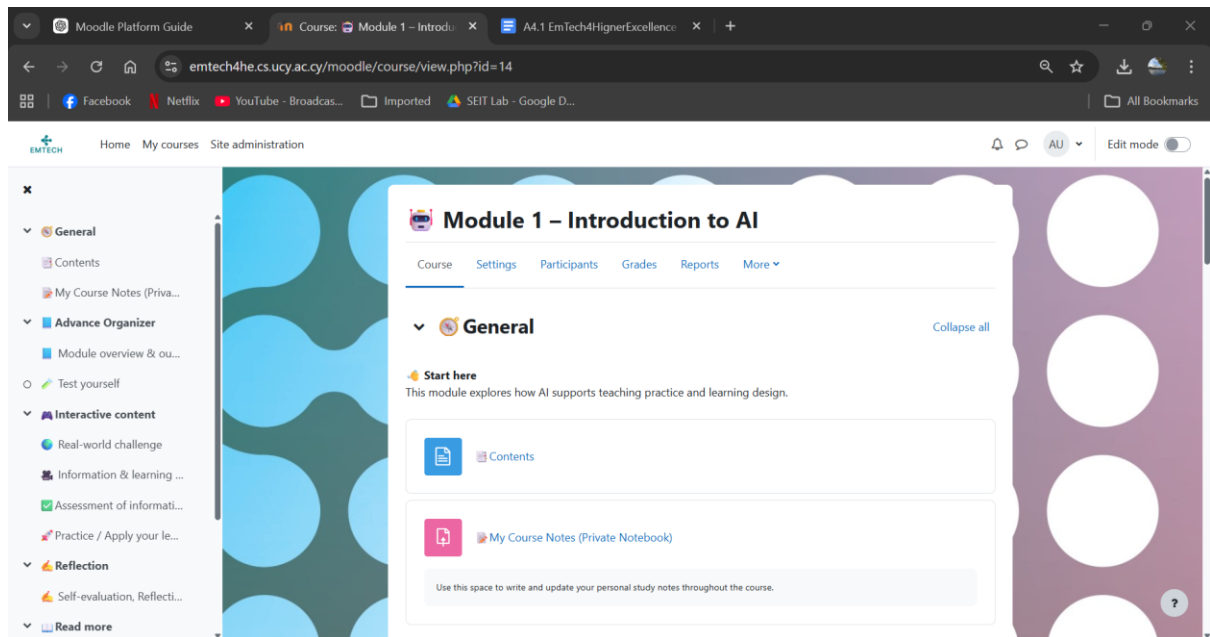 Moodle Platform Guide
Course: 🤖 Module 1 – Introdu
A4.1 EmTech4HignerExcellence
emtech4he.cs.ucy.ac.cy/moodle/course/view.php?id=14
Facebook
Netflix
YouTube - Broadcas...
Imported
SEIT Lab - Google D...
All Bookmarks
EMTECH
Home
My courses
Site administration
AU
Edit mode
General
Contents
My Course Notes (Priva...
Advance Organizer
Module overview & ou...
Test yourself
Interactive content
Real-world challenge
Information & learning ...
Assessment of informati...
Practice / Apply your le...
Reflection
Self-evaluation, Reflecti...
Read more
Module 1 – Introduction to AI
Course
Settings
Participants
Grades
Reports
More
General
Collapse all
Start here
This module explores how AI supports teaching practice and learning design.
Contents
My Course Notes (Private Notebook)
Use this space to write and update your personal study notes throughout the course.
?